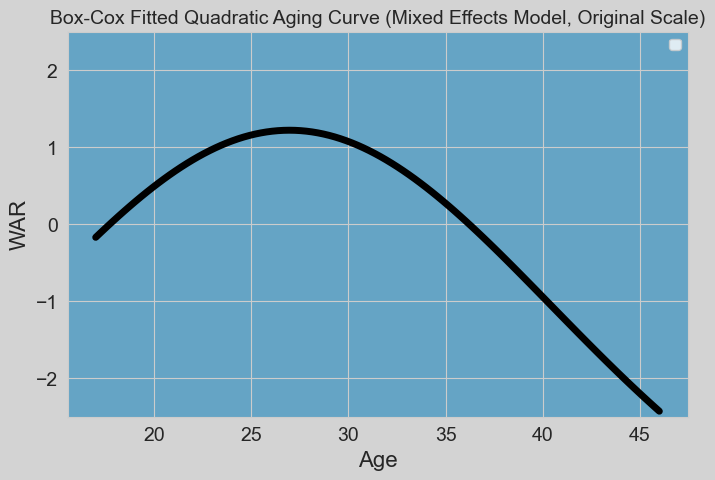 Box-Cox Fitted Quadratic Aging Curve (Mixed Effects Model, Original Scale)
2
1
0
−1
−2
WAR
20 25 30 35 40 45
Age